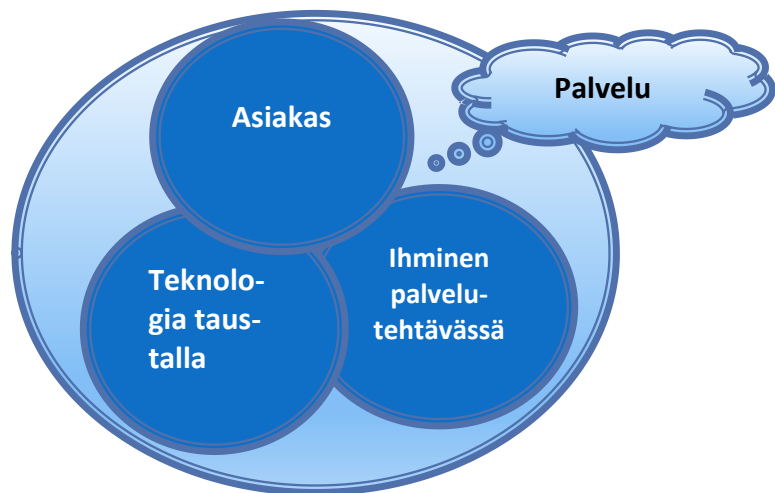 Palvelu
Asiakas
Ihminen
palvelu-
tehtävässä
Teknolo-
gia taus-
talla